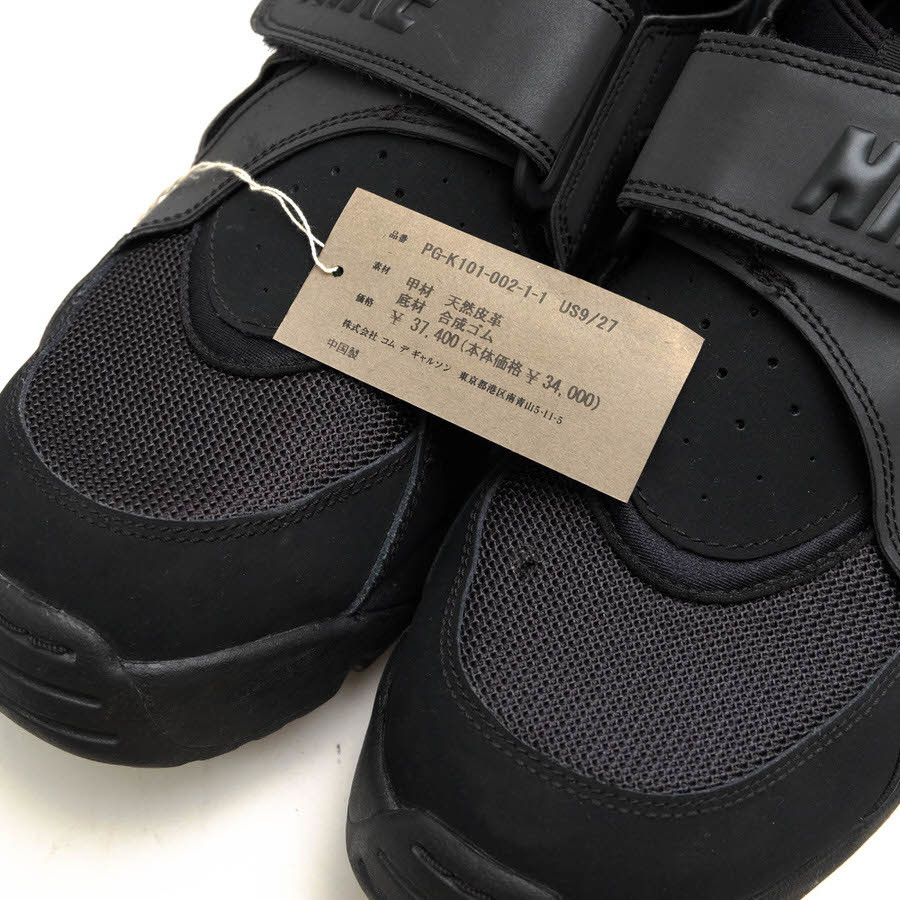 NIKE
品番 PG-K101-002-1-1 US9/27
素材 甲材 天然皮革
底材 合成ゴム
価格 ¥ 37,400(本体価格 ¥ 34,000)
株式会社 コム デ ギャルソン 東京都港区南青山5-11-5
中国製